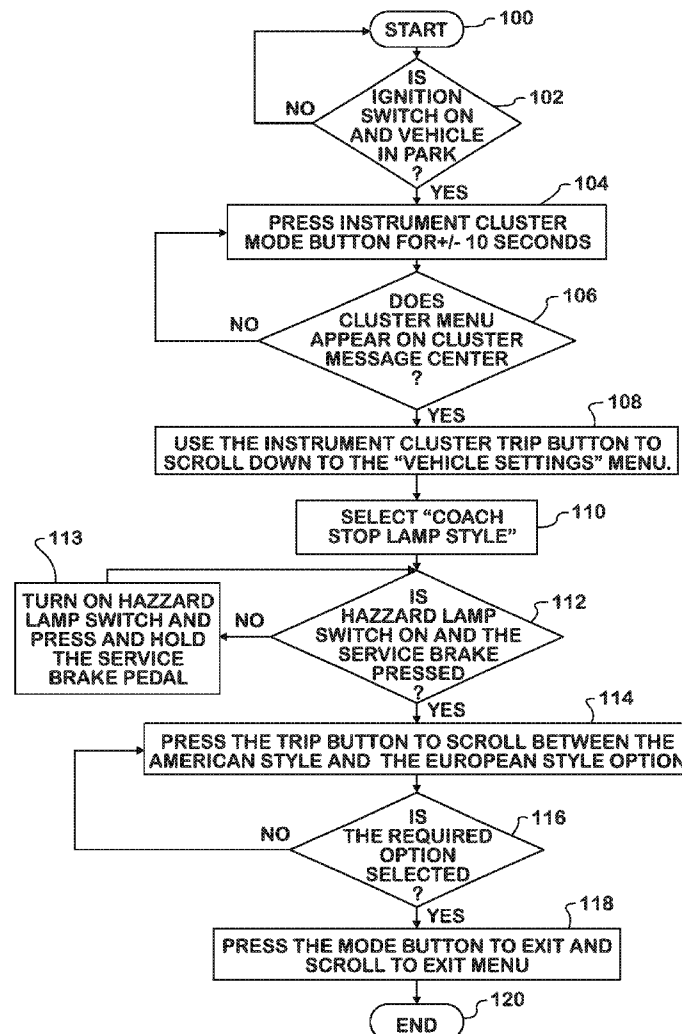 START
100
IS
IGNITION
SWITCH ON
AND VEHICLE
IN PARK
?
102
NO
YES
104
PRESS INSTRUMENT CLUSTER
MODE BUTTON FOR+/- 10 SECONDS
DOES
CLUSTER MENU
APPEAR ON CLUSTER
MESSAGE CENTER
?
106
NO
YES
108
USE THE INSTRUMENT CLUSTER TRIP BUTTON TO
SCROLL DOWN TO THE “VEHICLE SETTINGS” MENU.
SELECT “COACH
STOP LAMP STYLE”
110
113
TURN ON HAZZARD
LAMP SWITCH AND
PRESS AND HOLD
THE SERVICE
BRAKE PEDAL
NO
IS
HAZZARD LAMP
SWITCH ON AND THE
SERVICE BRAKE
PRESSED
?
112
YES
114
PRESS THE TRIP BUTTON TO SCROLL BETWEEN THE
AMERICAN STYLE AND THE EUROPEAN STYLE OPTION
IS
THE REQUIRED
OPTION
SELECTED
?
116
NO
YES
118
PRESS THE MODE BUTTON TO EXIT AND
SCROLL TO EXIT MENU
120
END